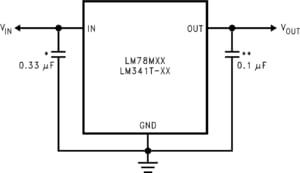 VIN
IN
OUT
VOUT
*
0.33 µF
LM78MXX
LM341T-XX
**
0.1 µF
GND